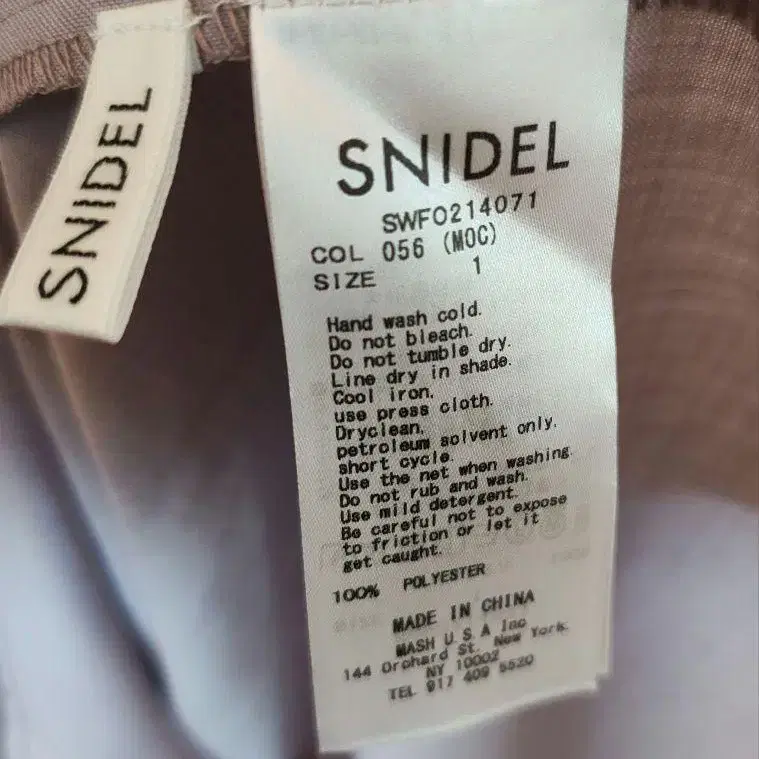 SNIDEL
SNIDEL
SWFO214071
COL 056 (MOC)
SIZE 1
Hand wash cold.
Do not bleach.
Do not tumble dry.
Line dry in shade.
Cool iron.
use press cloth.
Dryclean.
petroleum solvent only.
short cycle.
Use the net when washing.
Do not rub and wash.
Use mild detergent.
Be careful not to expose
to friction or let it
get caught.
100% POLYESTER
MADE IN CHINA
MASH U.S.A Inc
144 Orchard St. New York.
NY 10002
TEL 917 409 5520